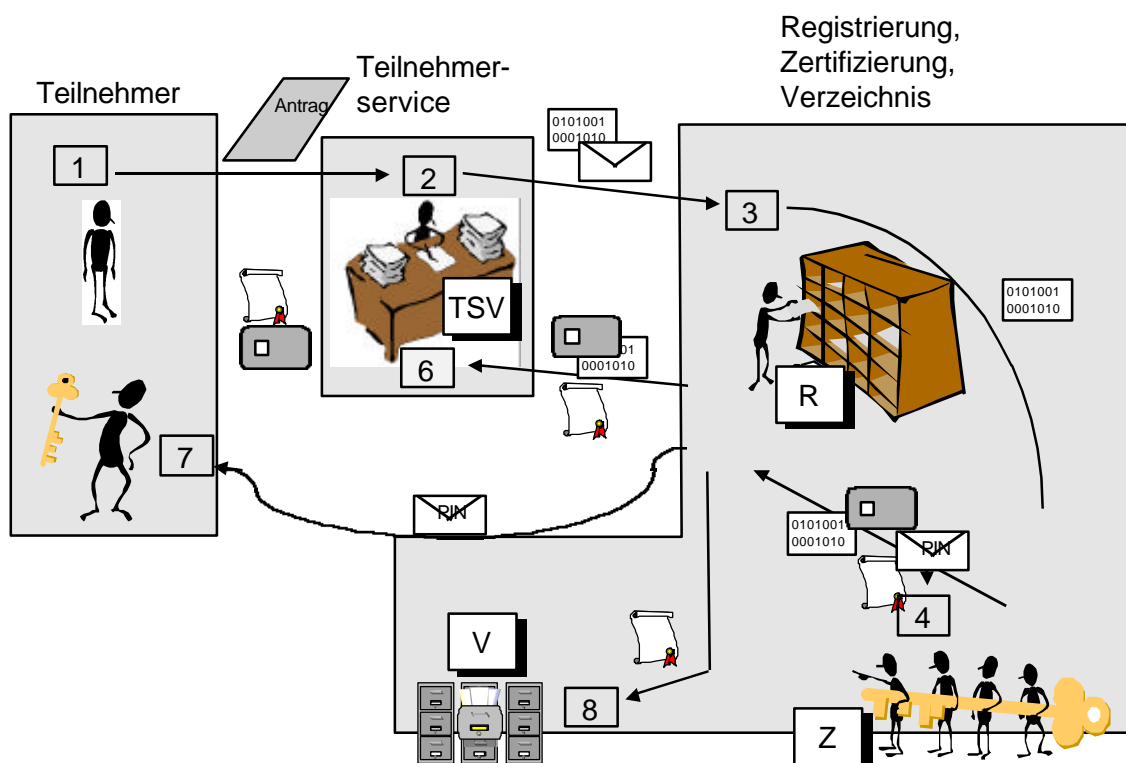 Registrierung,
Zertifizierung,
Verzeichnis
Teilnehmer-
service
Teilnehmer
Antrag
0101001
0001010
1
2
3
TSV
0101001
0001010
6
01
0001010
R
7
PIN
0101001
0001010
PIN
4
V
8
Z